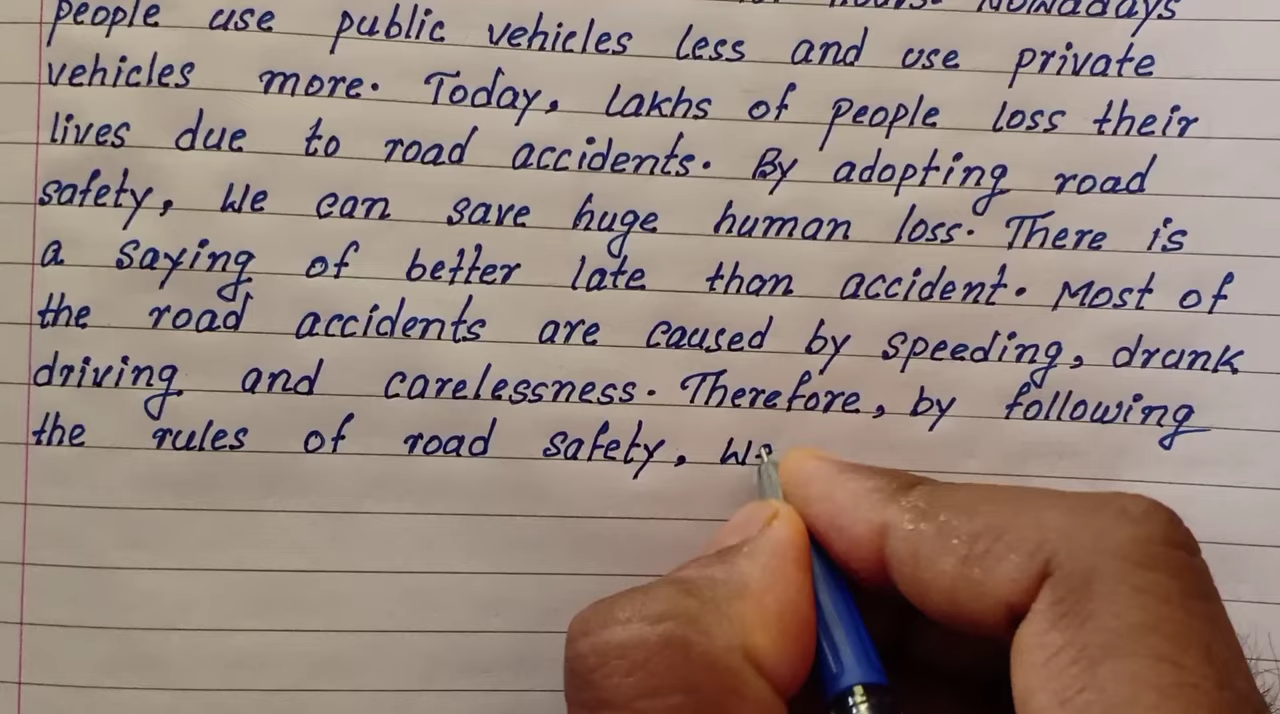 Nowadays
people use public vehicles less and use private
vehicles more. Today, lakhs of people loss their
lives due to road accidents. By adopting road
safety, we can save huge human loss. There is
a saying of better late than accident. Most of
the road accidents are caused by speeding, drunk
driving and carelessness. Therefore, by following
the rules of road safety, we